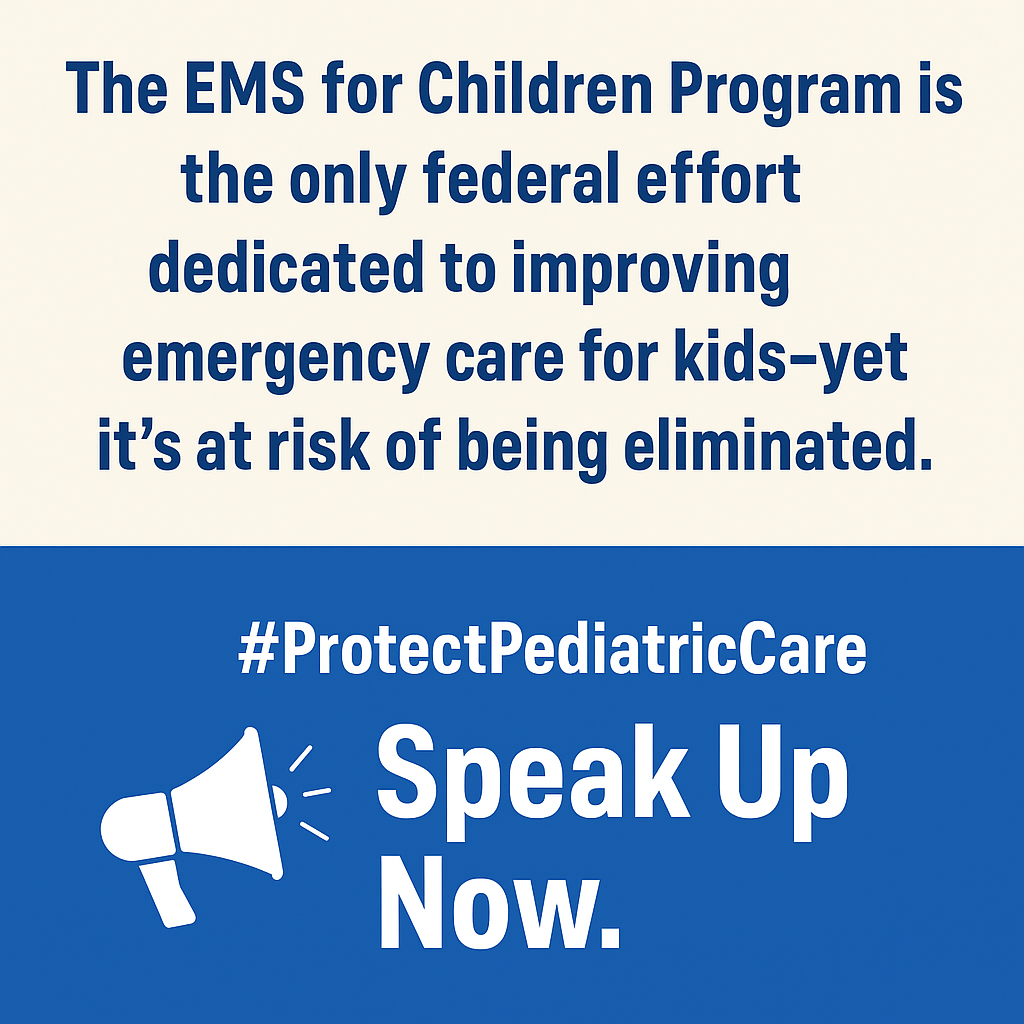 The EMS for Children Program is
the only federal effort
dedicated to improving
emergency care for kids–yet
it’s at risk of being eliminated.
#ProtectPediatricCare
Speak Up
Now.